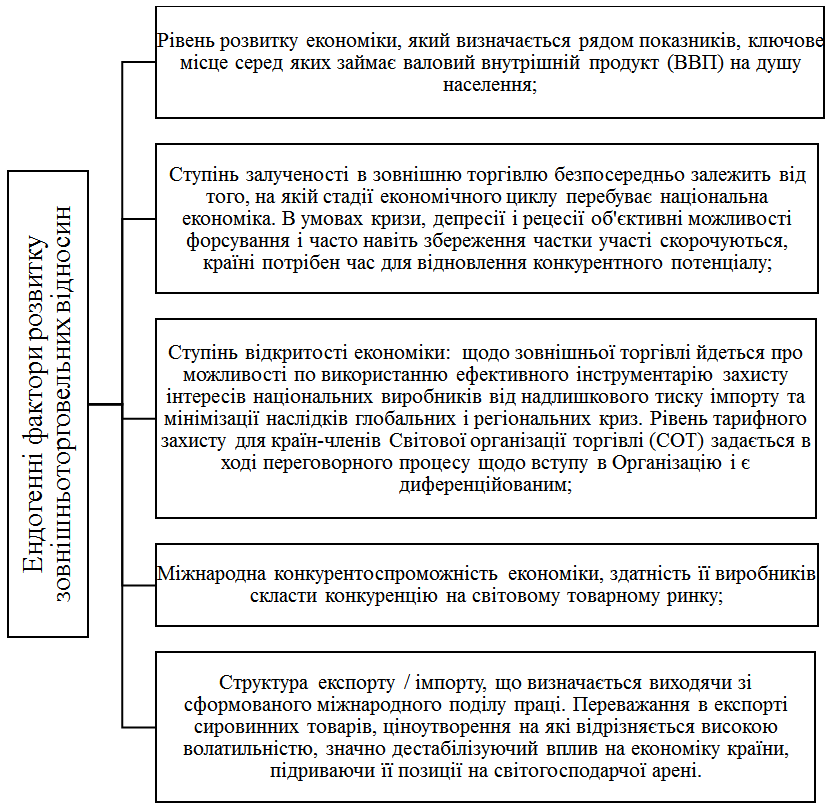 Ендогенні фактори розвитку
зовнішньоторговельних відносин
Рівень розвитку економіки, який визначається рядом показників, ключове
місце серед яких займає валовий внутрішній продукт (ВВП) на душу
населення;
Ступінь залученості в зовнішню торгівлю безпосередньо залежить від
того, на якій стадії економічного циклу перебуває національна
економіка. В умовах кризи, депресії і рецесії об'єктивні можливості
форсування і часто навіть збереження частки участі скорочуються,
країні потрібен час для відновлення конкурентного потенціалу;
Ступінь відкритості економіки: щодо зовнішньої торгівлі йдеться про
можливості по використанню ефективного інструментарію захисту
інтересів національних виробників від надлишкового тиску імпорту та
мінімізації наслідків глобальних і регіональних криз. Рівень тарифного
захисту для країн-членів Світової організації торгівлі (СОТ) задається в
ході переговорного процесу щодо вступу в Організацію і є
диференційованим;
Міжнародна конкурентоспроможність економіки, здатність її виробників
скласти конкуренцію на світовому товарному ринку;
Структура експорту / імпорту, що визначається виходячи зі
сформованого міжнародного поділу праці. Переважання в експорті
сировинних товарів, ціноутворення на які відрізняється високою
волатильністю, значно дестабілізуючий вплив на економіку країни,
підриваючи її позиції на світогосподарчої арені.